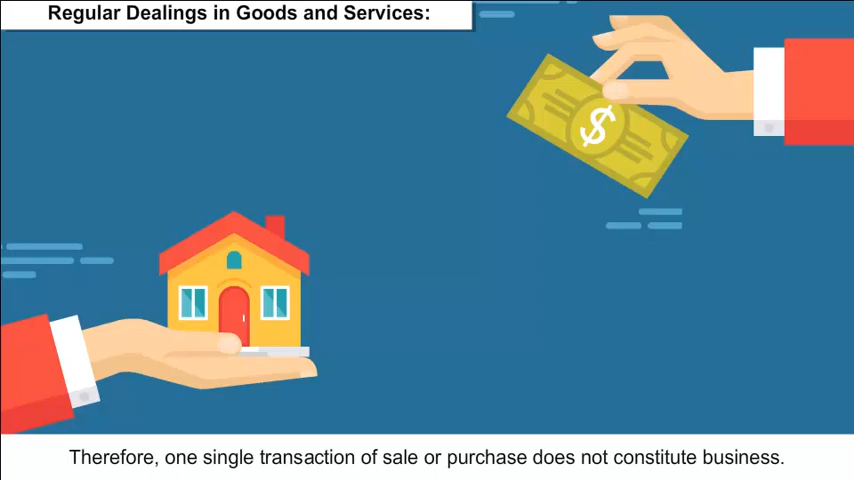 Regular Dealings in Goods and Services:
$
Therefore, one single transaction of sale or purchase does not constitute business.